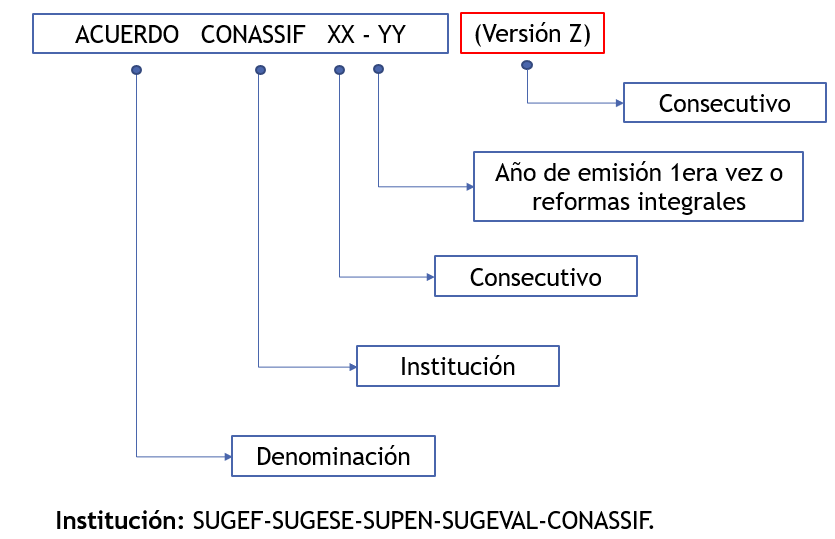 ACUERDO CONASSIF XX - YY (Versión Z)
Consecutivo
Año de emisión 1era vez o
reformas integrales
Consecutivo
Institución
Denominación
Institución: SUGEF-SUGESE-SUPEN-SUGEVAL-CONASSIF.